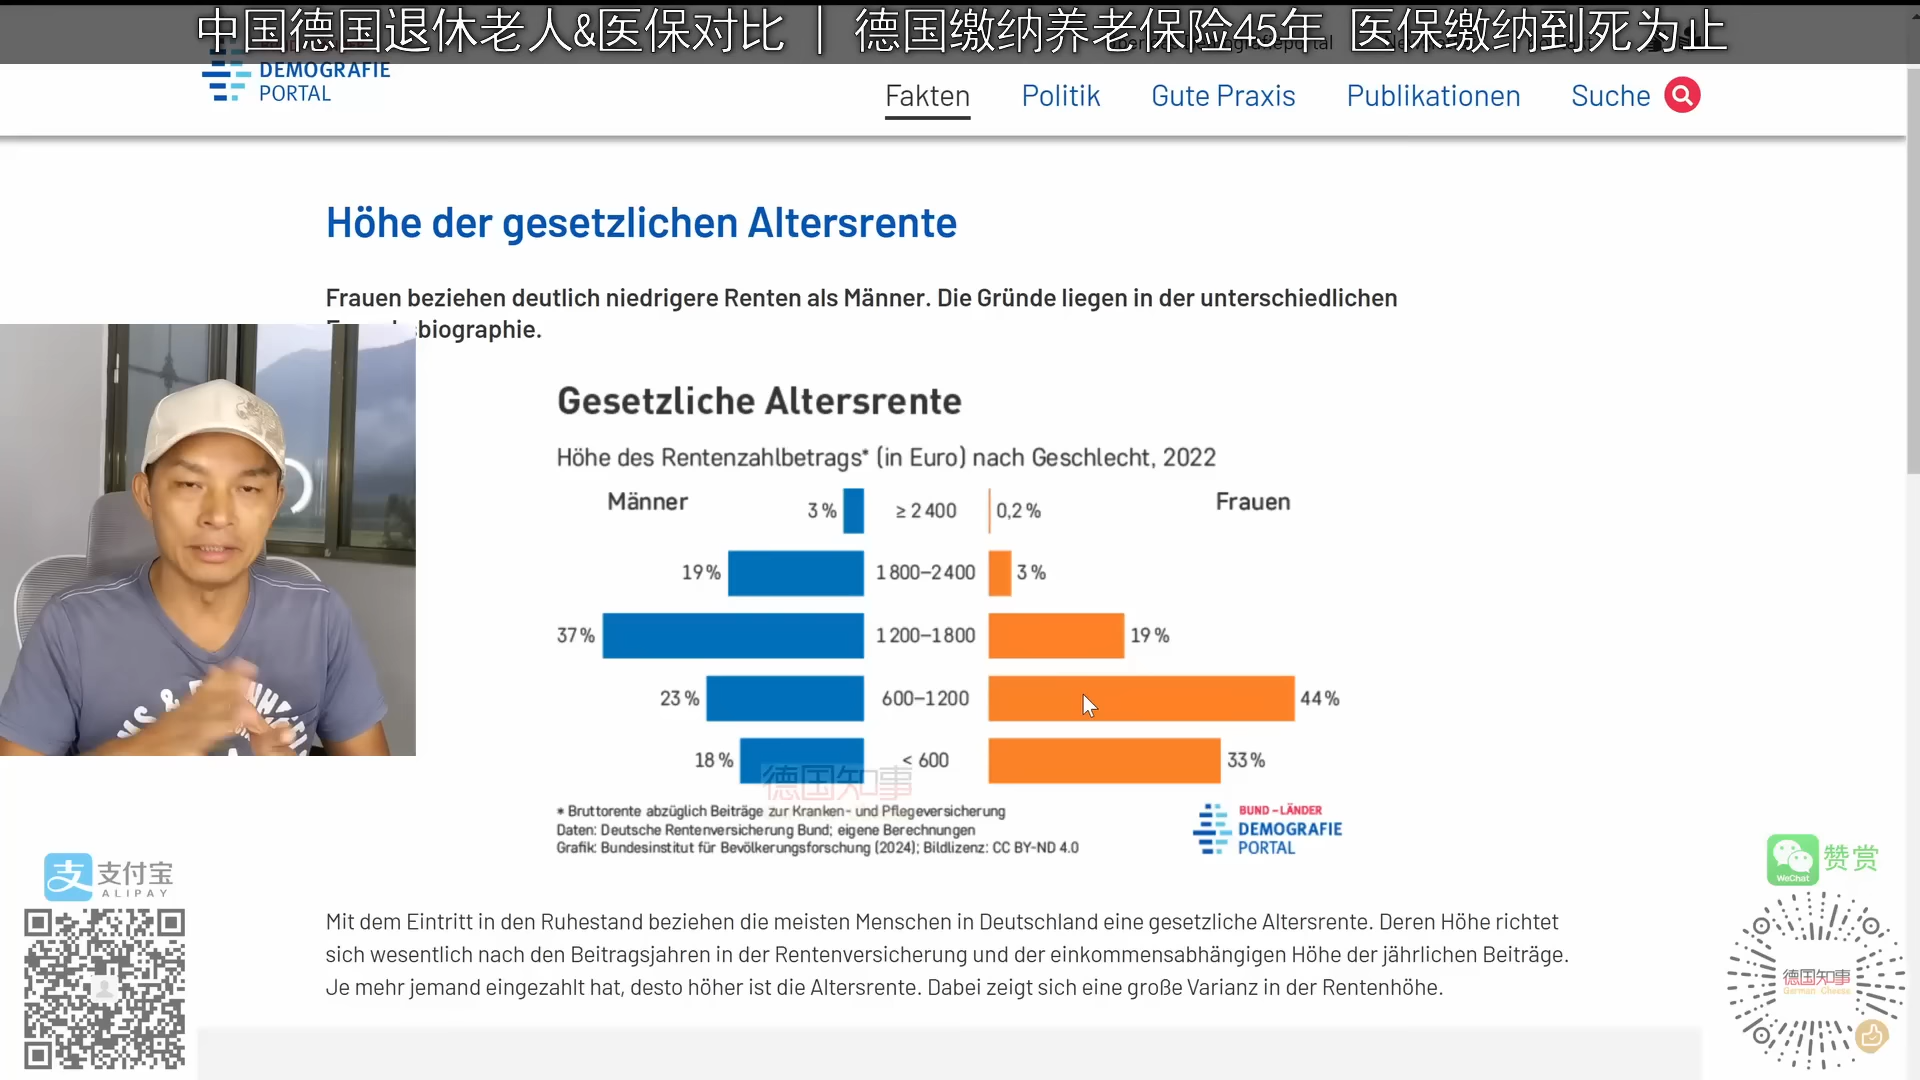 中国德国退休老人&医保对比 | 德国缴纳养老保险45年 医保缴纳到死为止
DEMOGRAFIE
PORTAL
Fakten Politik Gute Praxis Publikationen Suche
Höhe der gesetzlichen Altersrente
Frauen beziehen deutlich niedrigere Renten als Männer. Die Gründe liegen in der unterschiedlichen
biographie.
Gesetzliche Altersrente
Höhe des Rentenzahlbetrags* (in Euro) nach Geschlecht, 2022
Männer Frauen
3 % ≥ 2 400 0,2 %
19 % 1 800–2 400 3 %
37 % 1 200–1 800 19 %
23 % 600–1 200 44 %
18 % < 600 33 %
德国知事
* Bruttorente abzüglich Beiträge zur Kranken- und Pflegeversicherung
Daten: Deutsche Rentenversicherung Bund; eigene Berechnungen
Grafik: Bundesinstitut für Bevölkerungsforschung (2024); Bildlizenz: CC BY-ND 4.0
BUND–LÄNDER
DEMOGRAFIE
PORTAL
支付宝
ALIPAY
WeChat
赞赏
Mit dem Eintritt in den Ruhestand beziehen die meisten Menschen in Deutschland eine gesetzliche Altersrente. Deren Höhe richtet
sich wesentlich nach den Beitragsjahren in der Rentenversicherung und der einkommensabhängigen Höhe der jährlichen Beiträge.
Je mehr jemand eingezahlt hat, desto höher ist die Altersrente. Dabei zeigt sich eine große Varianz in der Rentenhöhe.
德国知事
German Cheese